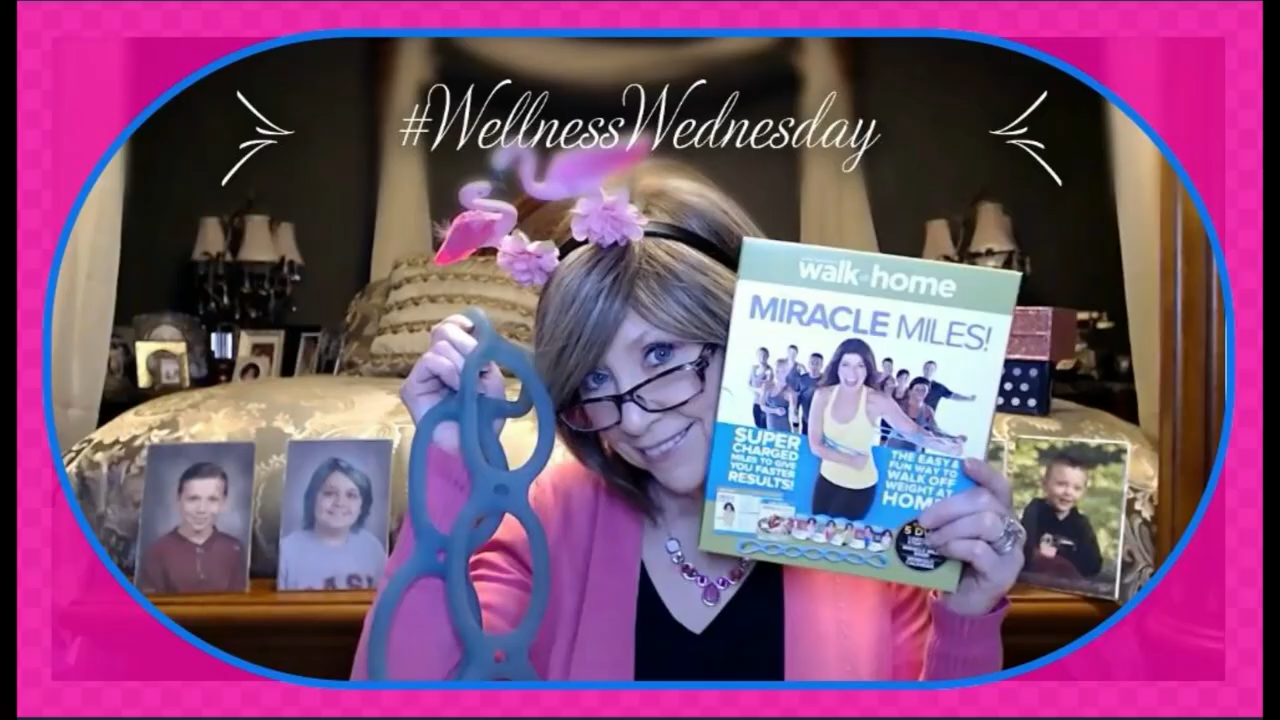 #WellnessWednesday
walk at home
MIRACLE MILES!
SUPER
CHARGED
MILES TO GIVE
YOU FASTER
RESULTS!
THE EASY &
FUN WAY TO
WALK OFF
WEIGHT AT
HOME
5 D